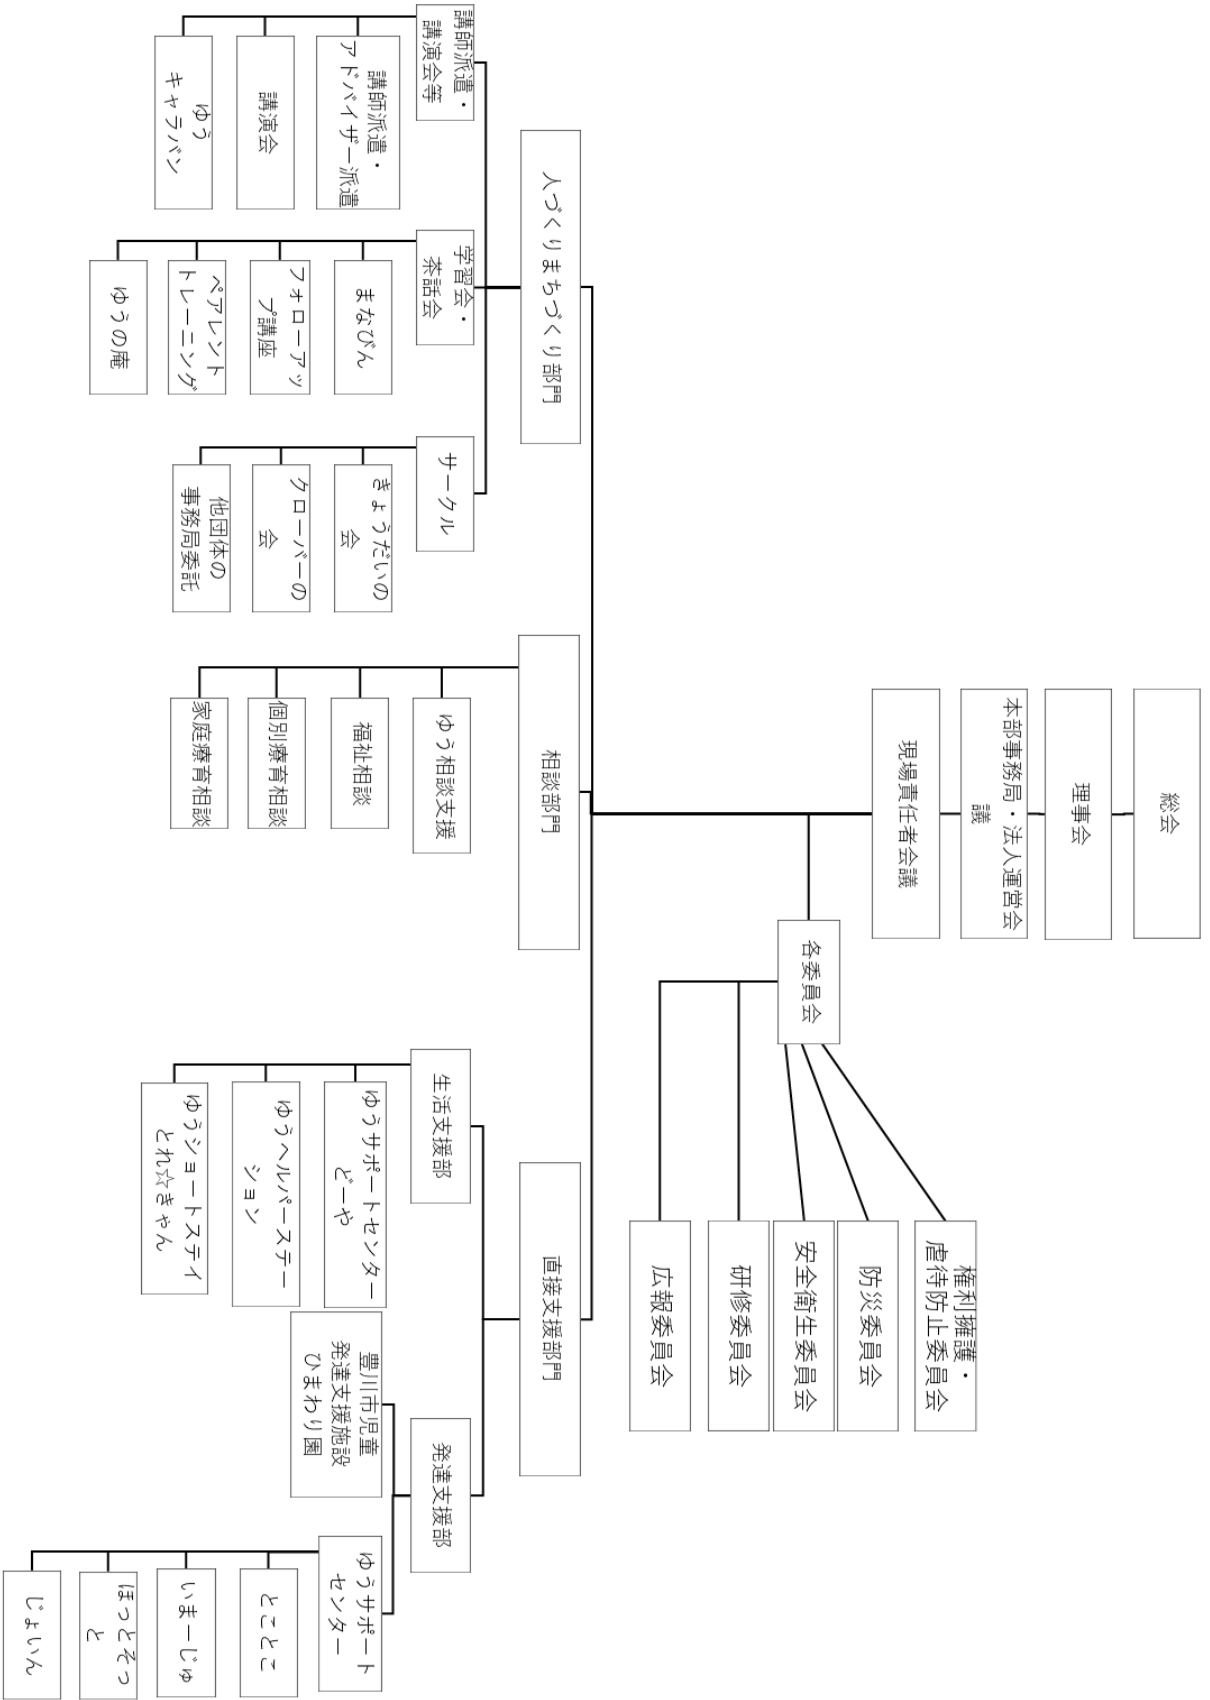 総会
理事会
本部事務局・法人運営会
議
現場責任者会議
各委員会
権利擁護・
虐待防止委員会
防災委員会
安全衛生委員会
研修委員会
広報委員会
人づくりまちづくり部門
講師派遣・
講演会等
講師派遣・
アドバイザー派遣
講演会
ゆう
キャラバン
学習会・
茶話会
まなびん
フォローアッ
プ講座
ペアレント
トレーニング
ゆうの庵
サークル
きょうだいの
会
クローバーの
会
他団体の
事務局委託
相談部門
ゆう相談支援
福祉相談
個別療育相談
家庭療育相談
直接支援部門
生活支援部
ゆうサポートセンター
どーや
ゆうヘルパーステー
ション
ゆうショートステイ
とれ☆きゃん
発達支援部
豊川市児童
発達支援施設
ひまわり園
ゆうサポート
センター
とことこ
いまーじゅ
ほっとそっ
と
じょいん